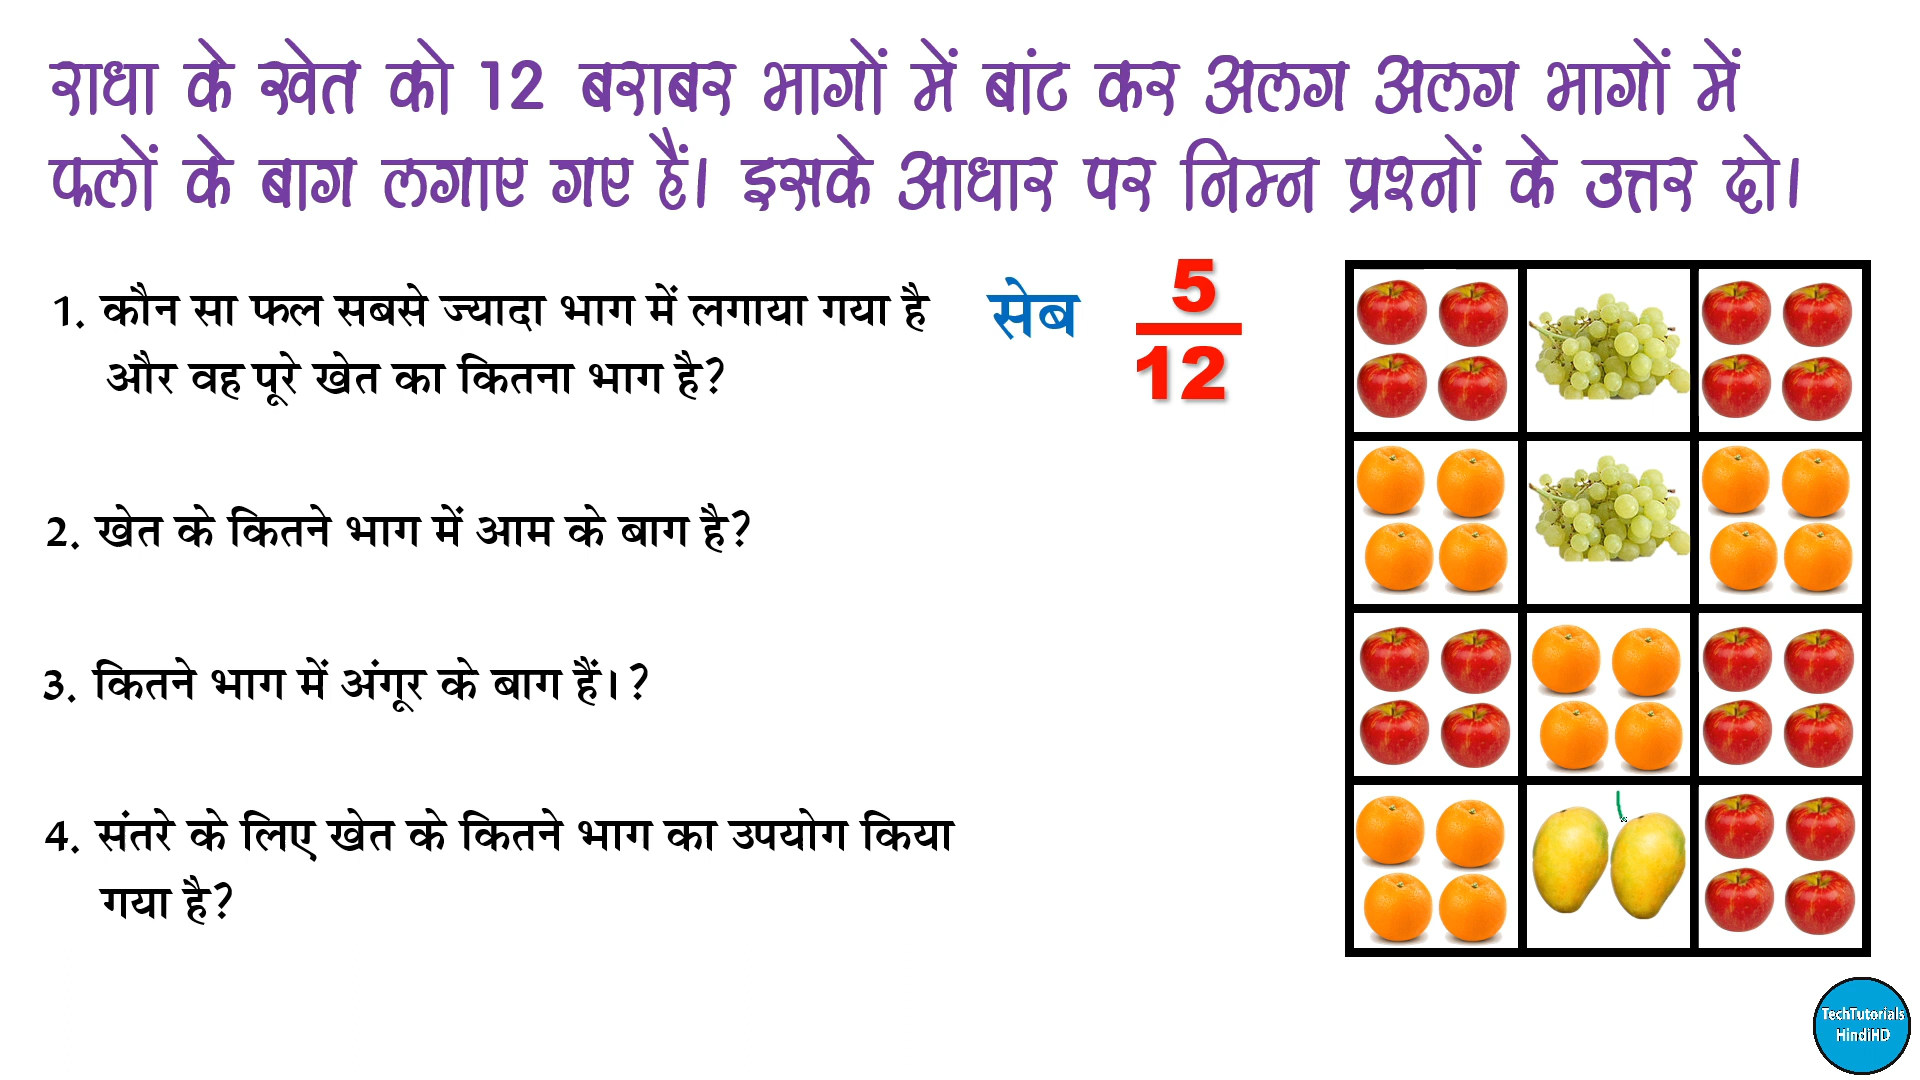 राधा के खेत को 12 बराबर भागों में बांट कर अलग अलग भागों में
फलों के बाग लगाए गए हैं। इसके आधार पर निम्न प्रश्नों के उत्तर दो।
1. कौन सा फल सबसे ज्यादा भाग में लगाया गया है
और वह पूरे खेत का कितना भाग है?
सेब
5
12
2. खेत के कितने भाग में आम के बाग है?
3. कितने भाग में अंगूर के बाग हैं। ?
4. संतरे के लिए खेत के कितने भाग का उपयोग किया
गया है?
TechTutorials
HindiHD